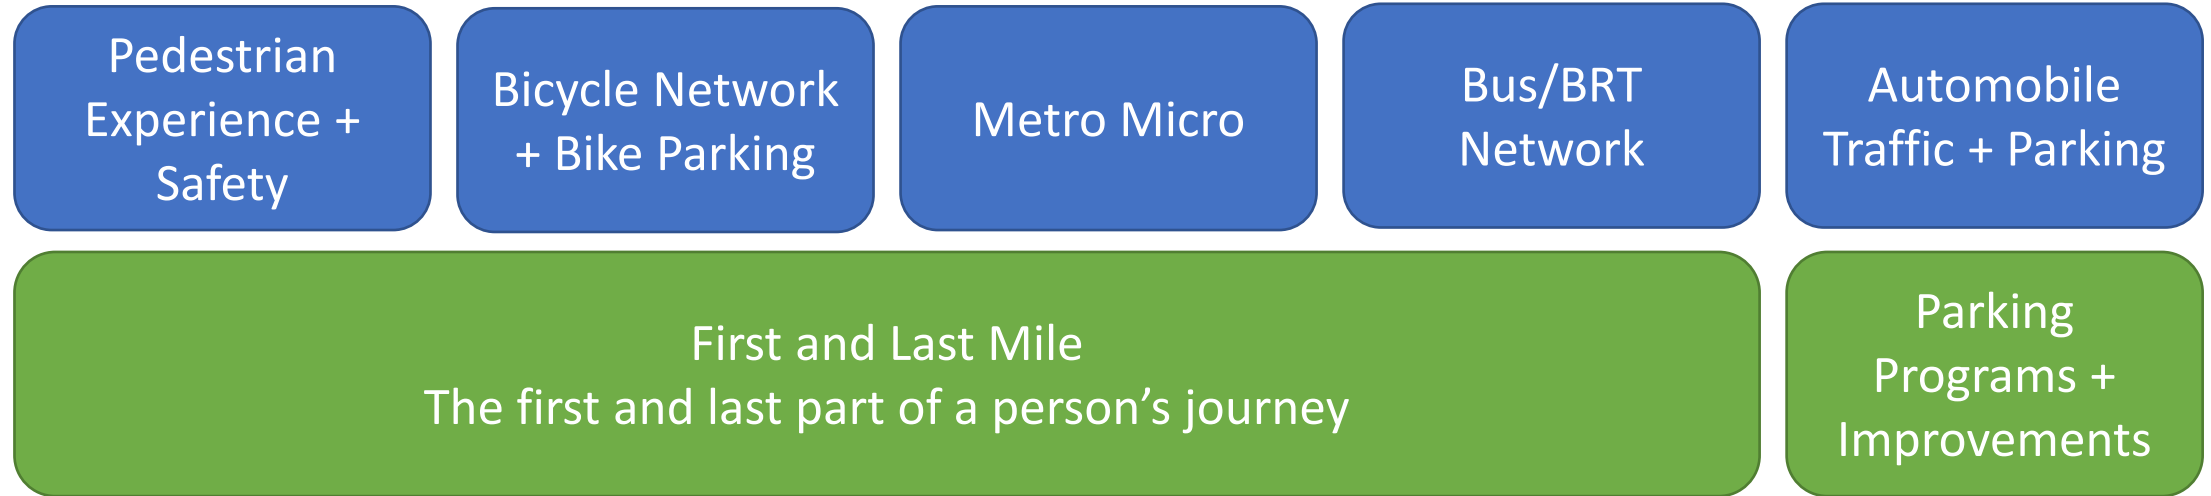 Pedestrian
Experience +
Safety
Bicycle Network
+ Bike Parking
Metro Micro
Bus/BRT
Network
Automobile
Traffic + Parking
First and Last Mile
The first and last part of a person’s journey
Parking
Programs +
Improvements